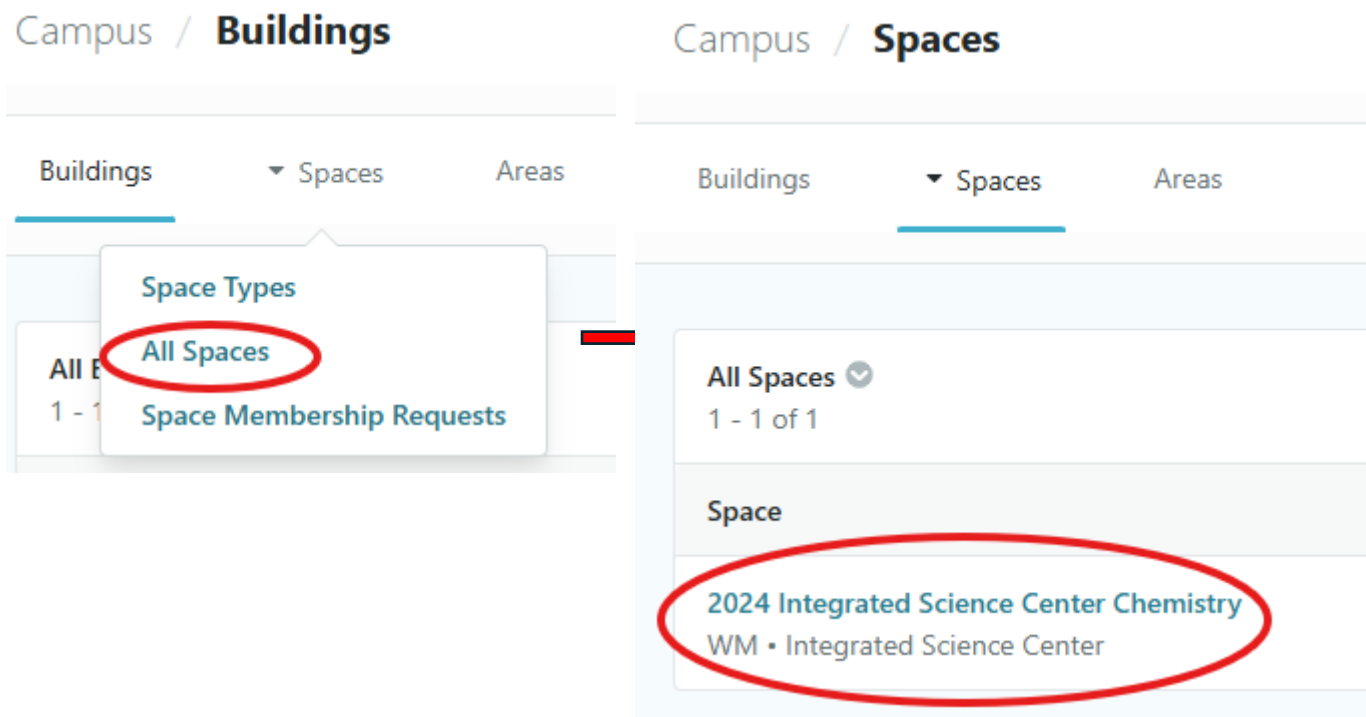 Campus / Buildings
Buildings Spaces Areas
Space Types
All Spaces
Space Membership Requests
All
1 - 1
Campus / Spaces
Buildings Spaces Areas
All Spaces
1 - 1 of 1
Space
2024 Integrated Science Center Chemistry
WM • Integrated Science Center